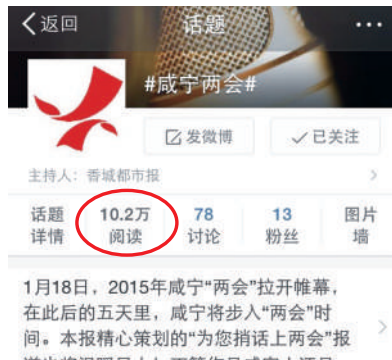 返回 话题
#咸宁两会#
发微博 已关注
主持人：香城都市报
话题 10.2万 78 13 图片
详情 阅读 讨论 粉丝 墙
1月18日，2015年咸宁“两会”拉开帷幕，
在此后的五天里，咸宁将步入“两会”时
间。本报精心策划的“为您捎话上两会”报